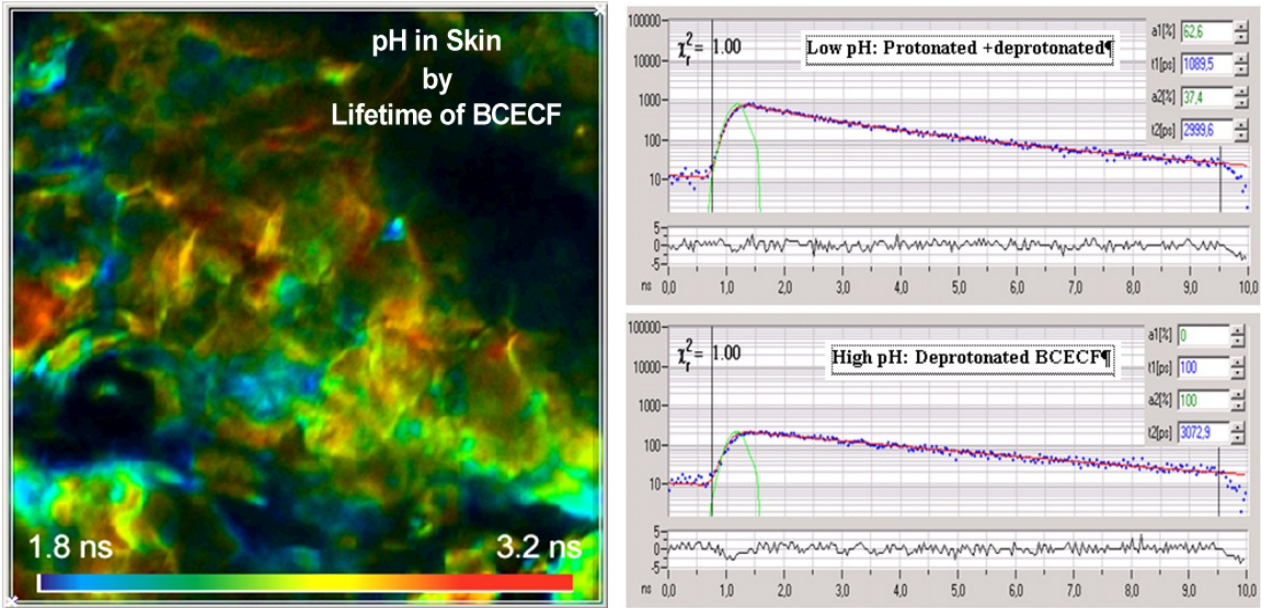 pH in Skin
by
Lifetime of BCECF
1.8 ns 3.2 ns
100000
10000
1000
100
10
χ²r = 1.00
Low pH: Protonated +deprotonated¶
a1[%] 62,6
t1[ps] 1089,5
a2[%] 37,4
t2[ps] 2999,6
5
0
-5
ns 0,0 1,0 2,0 3,0 4,0 5,0 6,0 7,0 8,0 9,0 10,0
100000
10000
1000
100
10
χ²r = 1.00
High pH: Deprotonated BCECF¶
a1[%] 0
t1[ps] 100
a2[%] 100
t2[ps] 3072,9
5
0
-5
ns 0,0 1,0 2,0 3,0 4,0 5,0 6,0 7,0 8,0 9,0 10,0